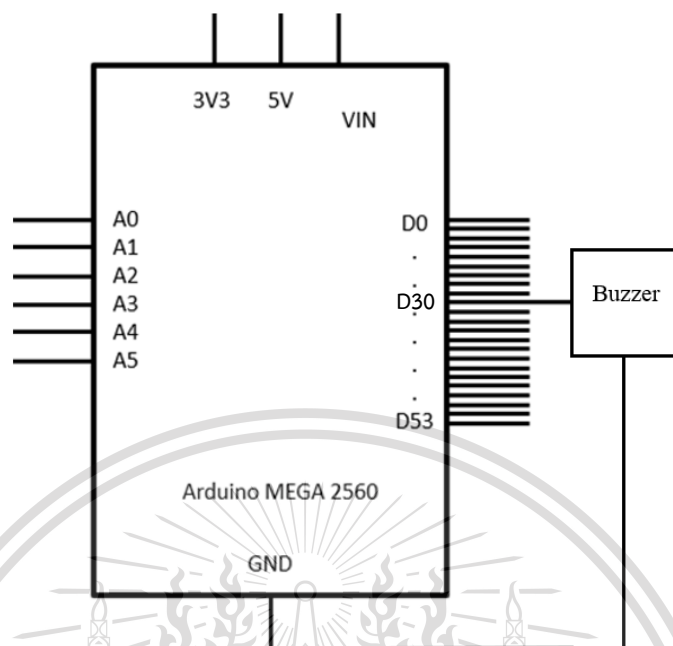 3V3 5V
VIN
A0
A1
A2
A3
A4
A5
D0
.
D30
.
.
.
.
D53
Buzzer
Arduino MEGA 2560
GND